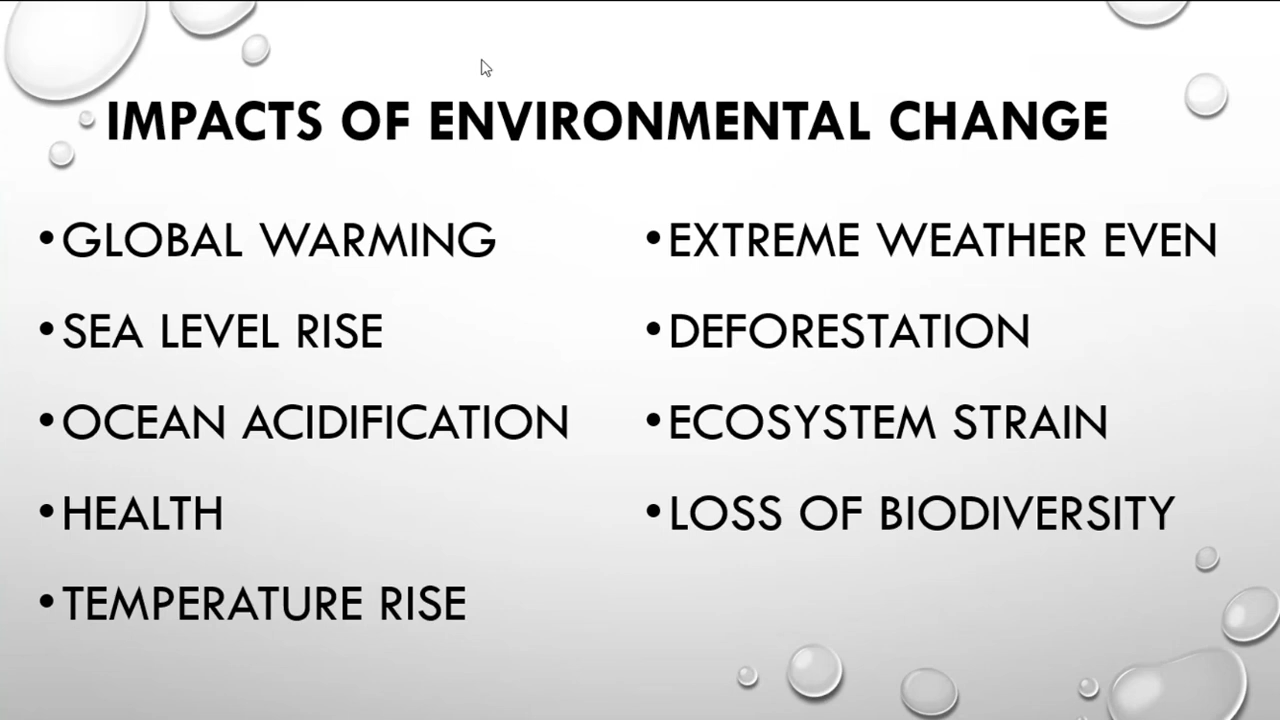 IMPACTS OF ENVIRONMENTAL CHANGE
•GLOBAL WARMING
•SEA LEVEL RISE
•OCEAN ACIDIFICATION
•HEALTH
•TEMPERATURE RISE
•EXTREME WEATHER EVEN
•DEFORESTATION
•ECOSYSTEM STRAIN
•LOSS OF BIODIVERSITY